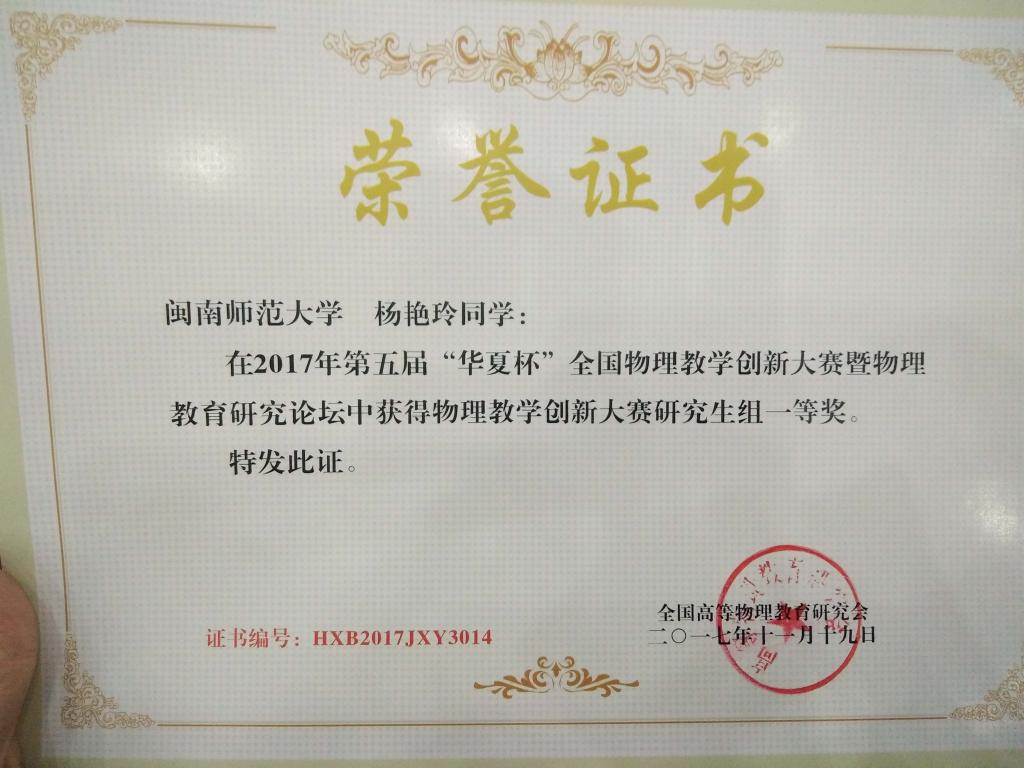 荣誉证书
闽南师范大学 杨艳玲同学：
在2017年第五届“华夏杯”全国物理教学创新大赛暨物理
教育研究论坛中获得物理教学创新大赛研究生组一等奖。
特发此证。
全国高等物理教育研究会
证书编号：HXB2017JXY3014
二〇一七年十一月十九日